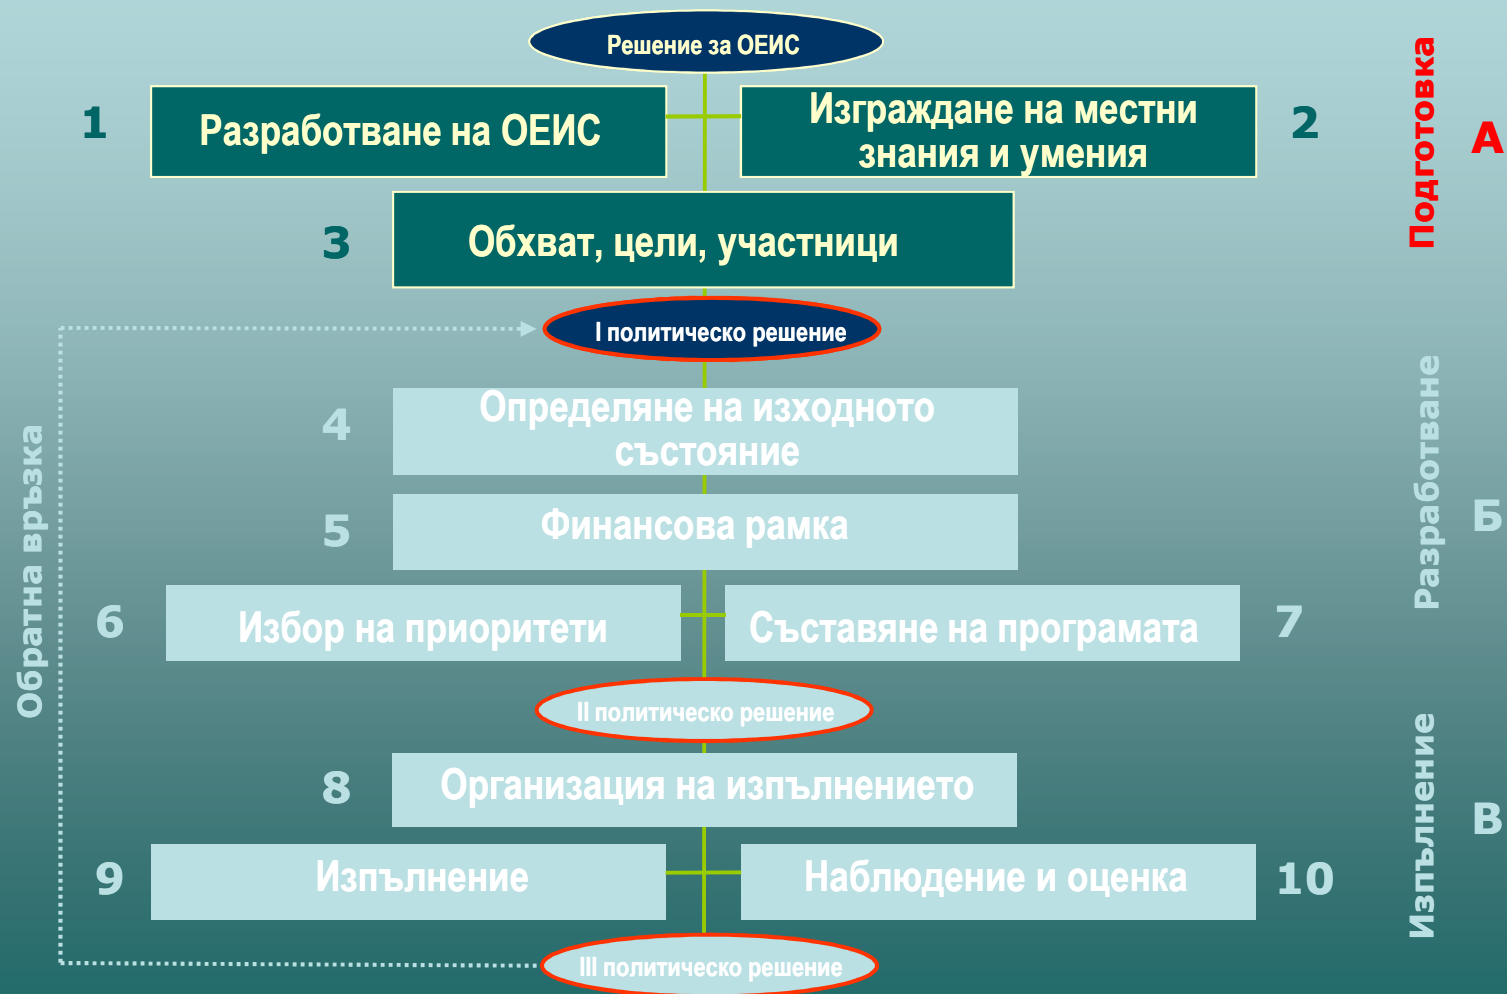 Решение за ОЕИС
1
Разработване на ОЕИС
Изграждане на местни
знания и умения
2
Подготовка
А
3
Обхват, цели, участници
I политическо решение
4
Определяне на изходното
състояние
5
Финансова рамка
Разработване
Б
Обратна връзка
6
Избор на приоритети
Съставяне на програмата
7
II политическо решение
8
Организация на изпълнението
Изпълнение
В
9
Изпълнение
Наблюдение и оценка
10
III политическо решение